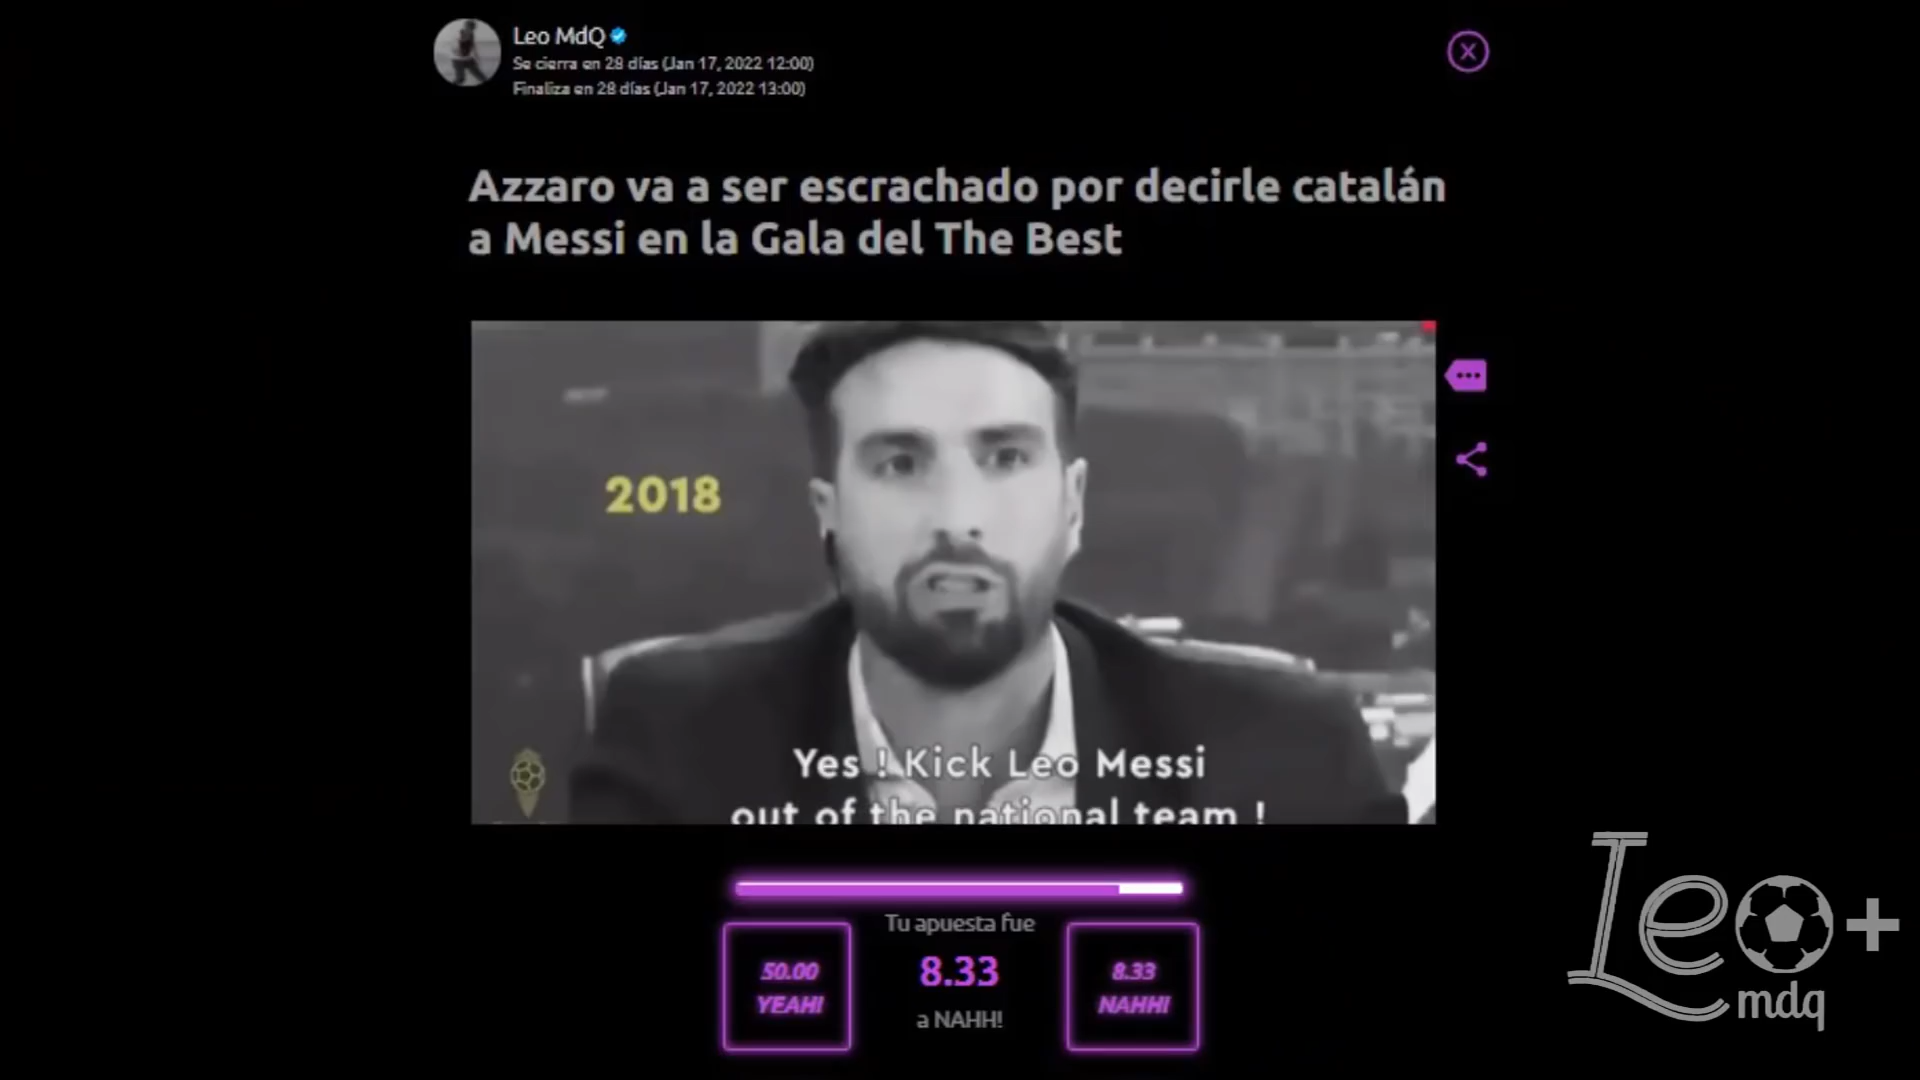 Leo MdQ
Se cierra en 28 días (Jan 17, 2022 12:00)
Finaliza en 28 días (Jan 17, 2022 13:00)
Azzaro va a ser escrachado por decirle catalán
a Messi en la Gala del The Best
2018
Yes ! Kick Leo Messi
out of the national team !
Tu apuesta fue
50.00
YEAH!
8.33
a NAHH!
8.33
NAHH!
Leo+
mdq